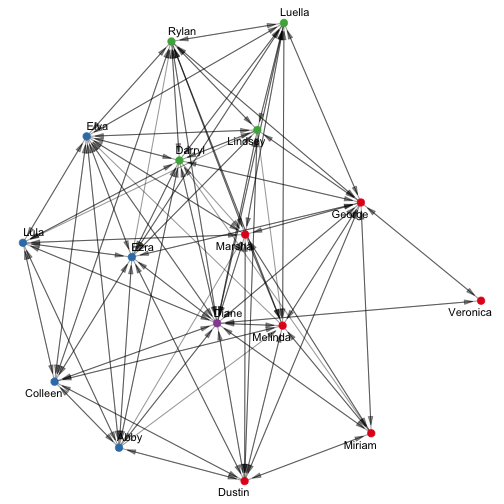 Luella
Rylan
Elva
Lindsey
Darryl
George
Lula
Marsha
Ezra
Veronica
Diane
Melinda
Colleen
Abby
Miriam
Dustin